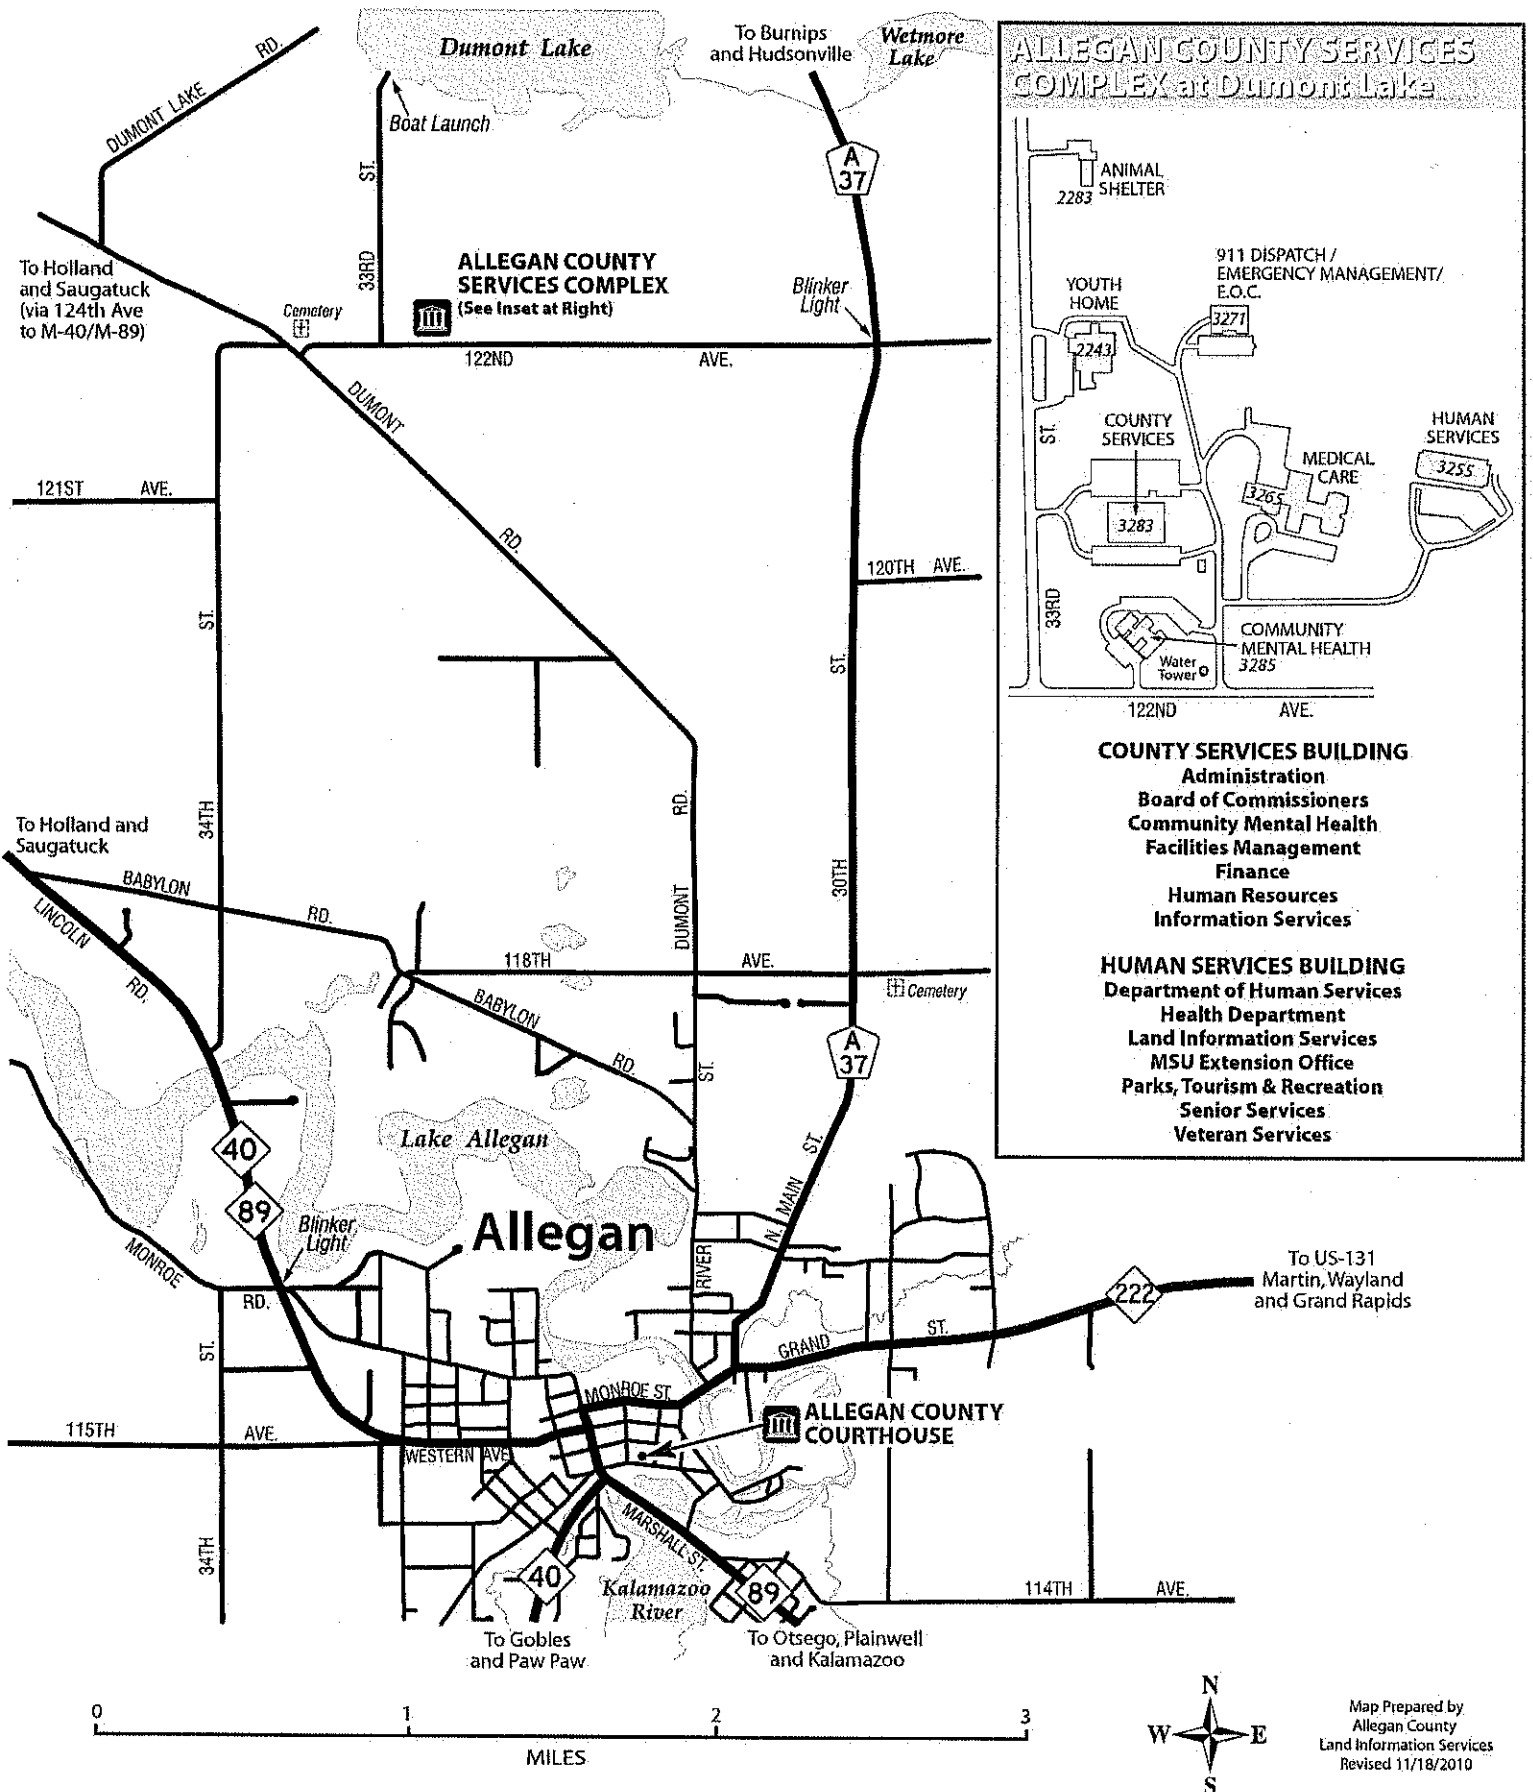 Dumont Lake
To Burnips
and Hudsonville
Wetmore
Lake
DUMONT LAKE
RD.
Boat Launch
ST.
33RD
A
37
To Holland
and Saugatuck
(via 124th Ave
to M-40/M-89)
Cemetery
ALLEGAN COUNTY
SERVICES COMPLEX
(See Inset at Right)
Blinker
Light
122ND
AVE.
DUMONT
RD.
121ST
AVE.
ST.
34TH
120TH AVE.
ST.
30TH
RD.
DUMONT
To Holland and
Saugatuck
BABYLON
RD.
LINCOLN
RD.
118TH
AVE.
Cemetery
BABYLON
RD.
ST.
A
37
Lake Allegan
40
89
Blinker
Light
Allegan
N. MAIN
ST.
RIVER
MONROE
RD.
To US-131
Martin, Wayland
and Grand Rapids
222
GRAND
ST.
ST.
MONROE ST.
ALLEGAN COUNTY
COURTHOUSE
115TH
AVE.
WESTERN AVE
MARSHALL ST.
34TH
40
Kalamazoo
River
89
114TH
AVE.
To Gobles
and Paw Paw
To Otsego, Plainwell
and Kalamazoo
0
1
2
3
MILES
N
W
E
S
Map Prepared by
Allegan County
Land Information Services
Revised 11/18/2010
ALLEGAN COUNTY SERVICES
COMPLEX at Dumont Lake
ANIMAL
SHELTER
2283
911 DISPATCH /
EMERGENCY MANAGEMENT/
E.O.C.
3271
YOUTH
HOME
2243
ST.
COUNTY
SERVICES
3283
MEDICAL
CARE
3265
HUMAN
SERVICES
3255
33RD
COMMUNITY
MENTAL HEALTH
3285
Water
Tower
122ND
AVE.
COUNTY SERVICES BUILDING
Administration
Board of Commissioners
Community Mental Health
Facilities Management
Finance
Human Resources
Information Services
HUMAN SERVICES BUILDING
Department of Human Services
Health Department
Land Information Services
MSU Extension Office
Parks, Tourism & Recreation
Senior Services
Veteran Services